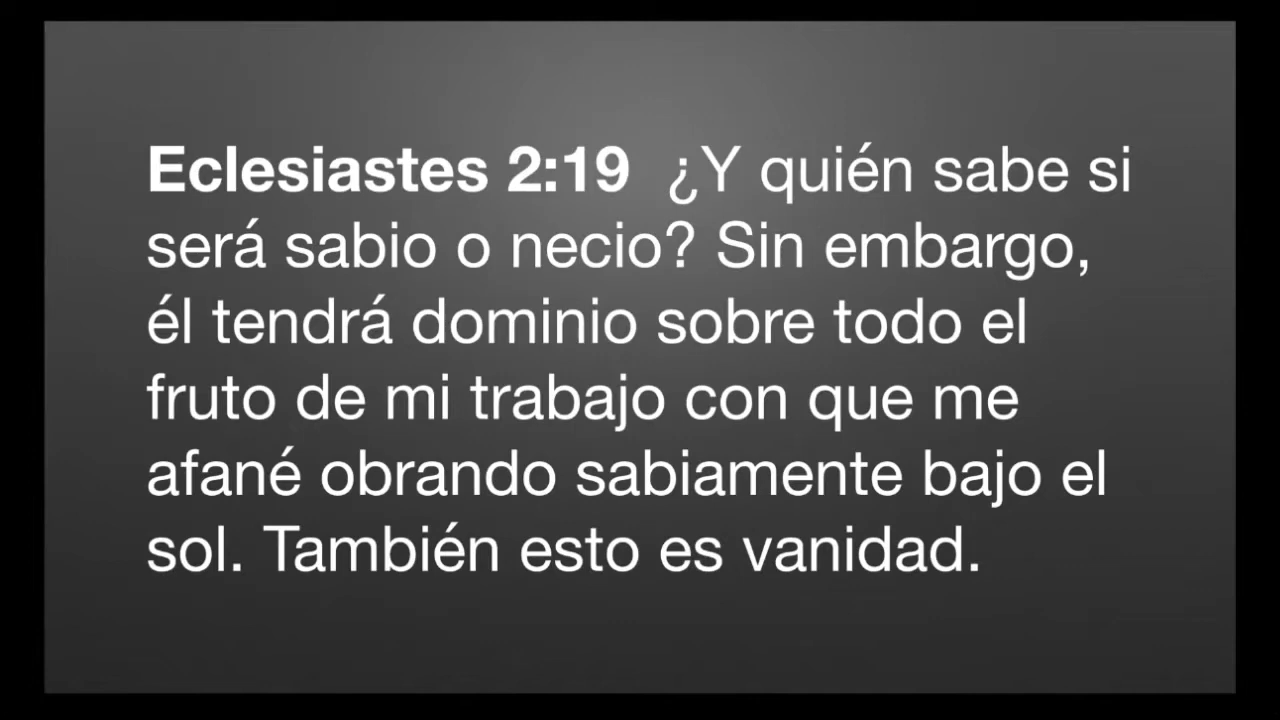 Eclesiastes 2:19 ¿Y quién sabe si
será sabio o necio? Sin embargo,
él tendrá dominio sobre todo el
fruto de mi trabajo con que me
afané obrando sabiamente bajo el
sol. También esto es vanidad.